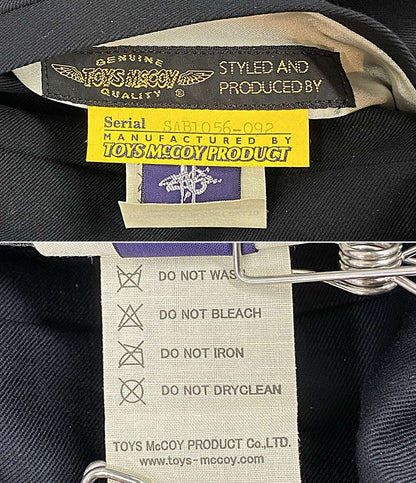 GENUINE
TOYS McCOY
QUALITY ®
STYLED AND
PRODUCED BY
Serial SAB1056-092
MANUFACTURED BY
TOYS McCOY PRODUCT
DO NOT WASH
DO NOT BLEACH
DO NOT IRON
DO NOT DRYCLEAN
TOYS McCOY PRODUCT Co.,LTD.
www.toys-mccoy.com